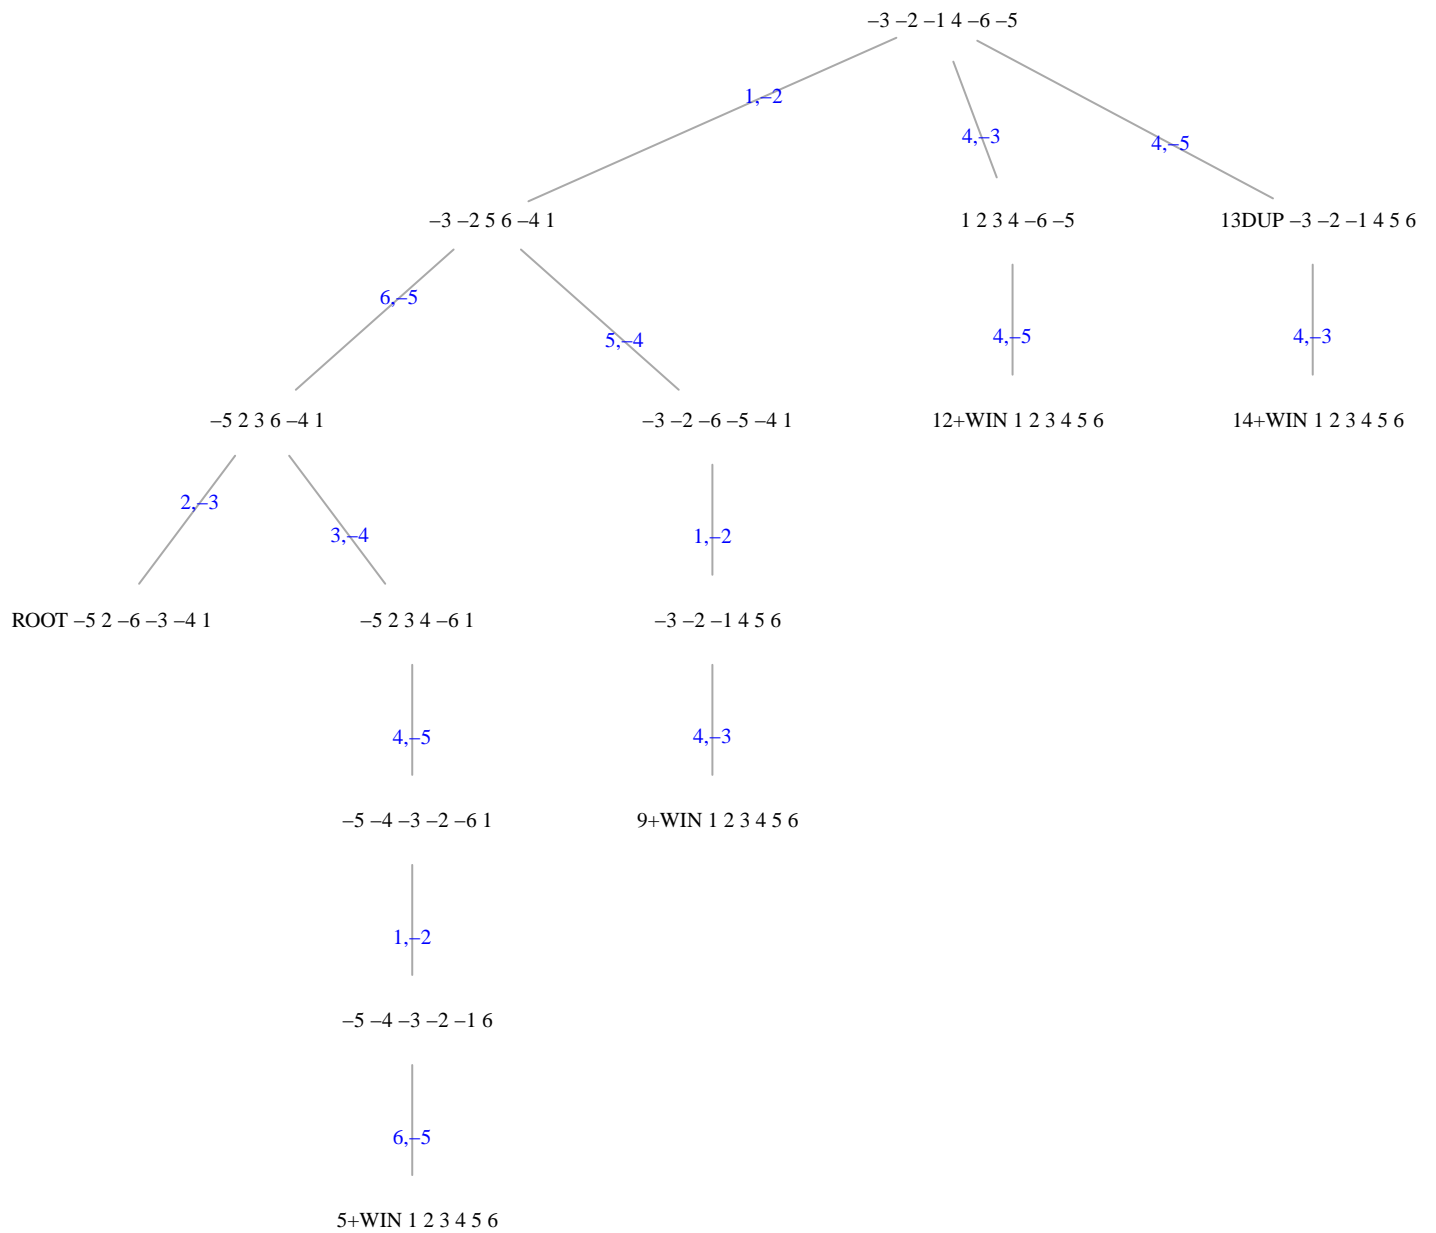 –3 –2 –1 4 –6 –5
1,–2
4,–3
4,–5
–3 –2 5 6 –4 1
1 2 3 4 –6 –5
13DUP –3 –2 –1 4 5 6
6,–5
5,–4
4,–5
4,–3
–5 2 3 6 –4 1
–3 –2 –6 –5 –4 1
12+WIN 1 2 3 4 5 6
14+WIN 1 2 3 4 5 6
2,–3
3,–4
1,–2
ROOT –5 2 –6 –3 –4 1
–5 2 3 4 –6 1
–3 –2 –1 4 5 6
4,–5
4,–3
–5 –4 –3 –2 –6 1
9+WIN 1 2 3 4 5 6
1,–2
–5 –4 –3 –2 –1 6
6,–5
5+WIN 1 2 3 4 5 6